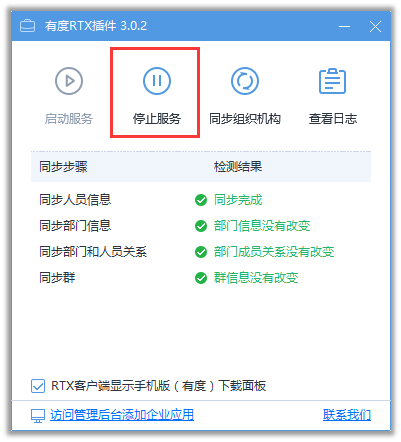 有度RTX插件 3.0.2
启动服务 停止服务 同步组织机构 查看日志
同步步骤 检测结果
同步人员信息 同步完成
同步部门信息 部门信息没有改变
同步部门和人员关系 部门成员关系没有改变
同步群 群信息没有改变
RTX客户端显示手机版（有度）下载面板
访问管理后台添加企业应用 联系我们